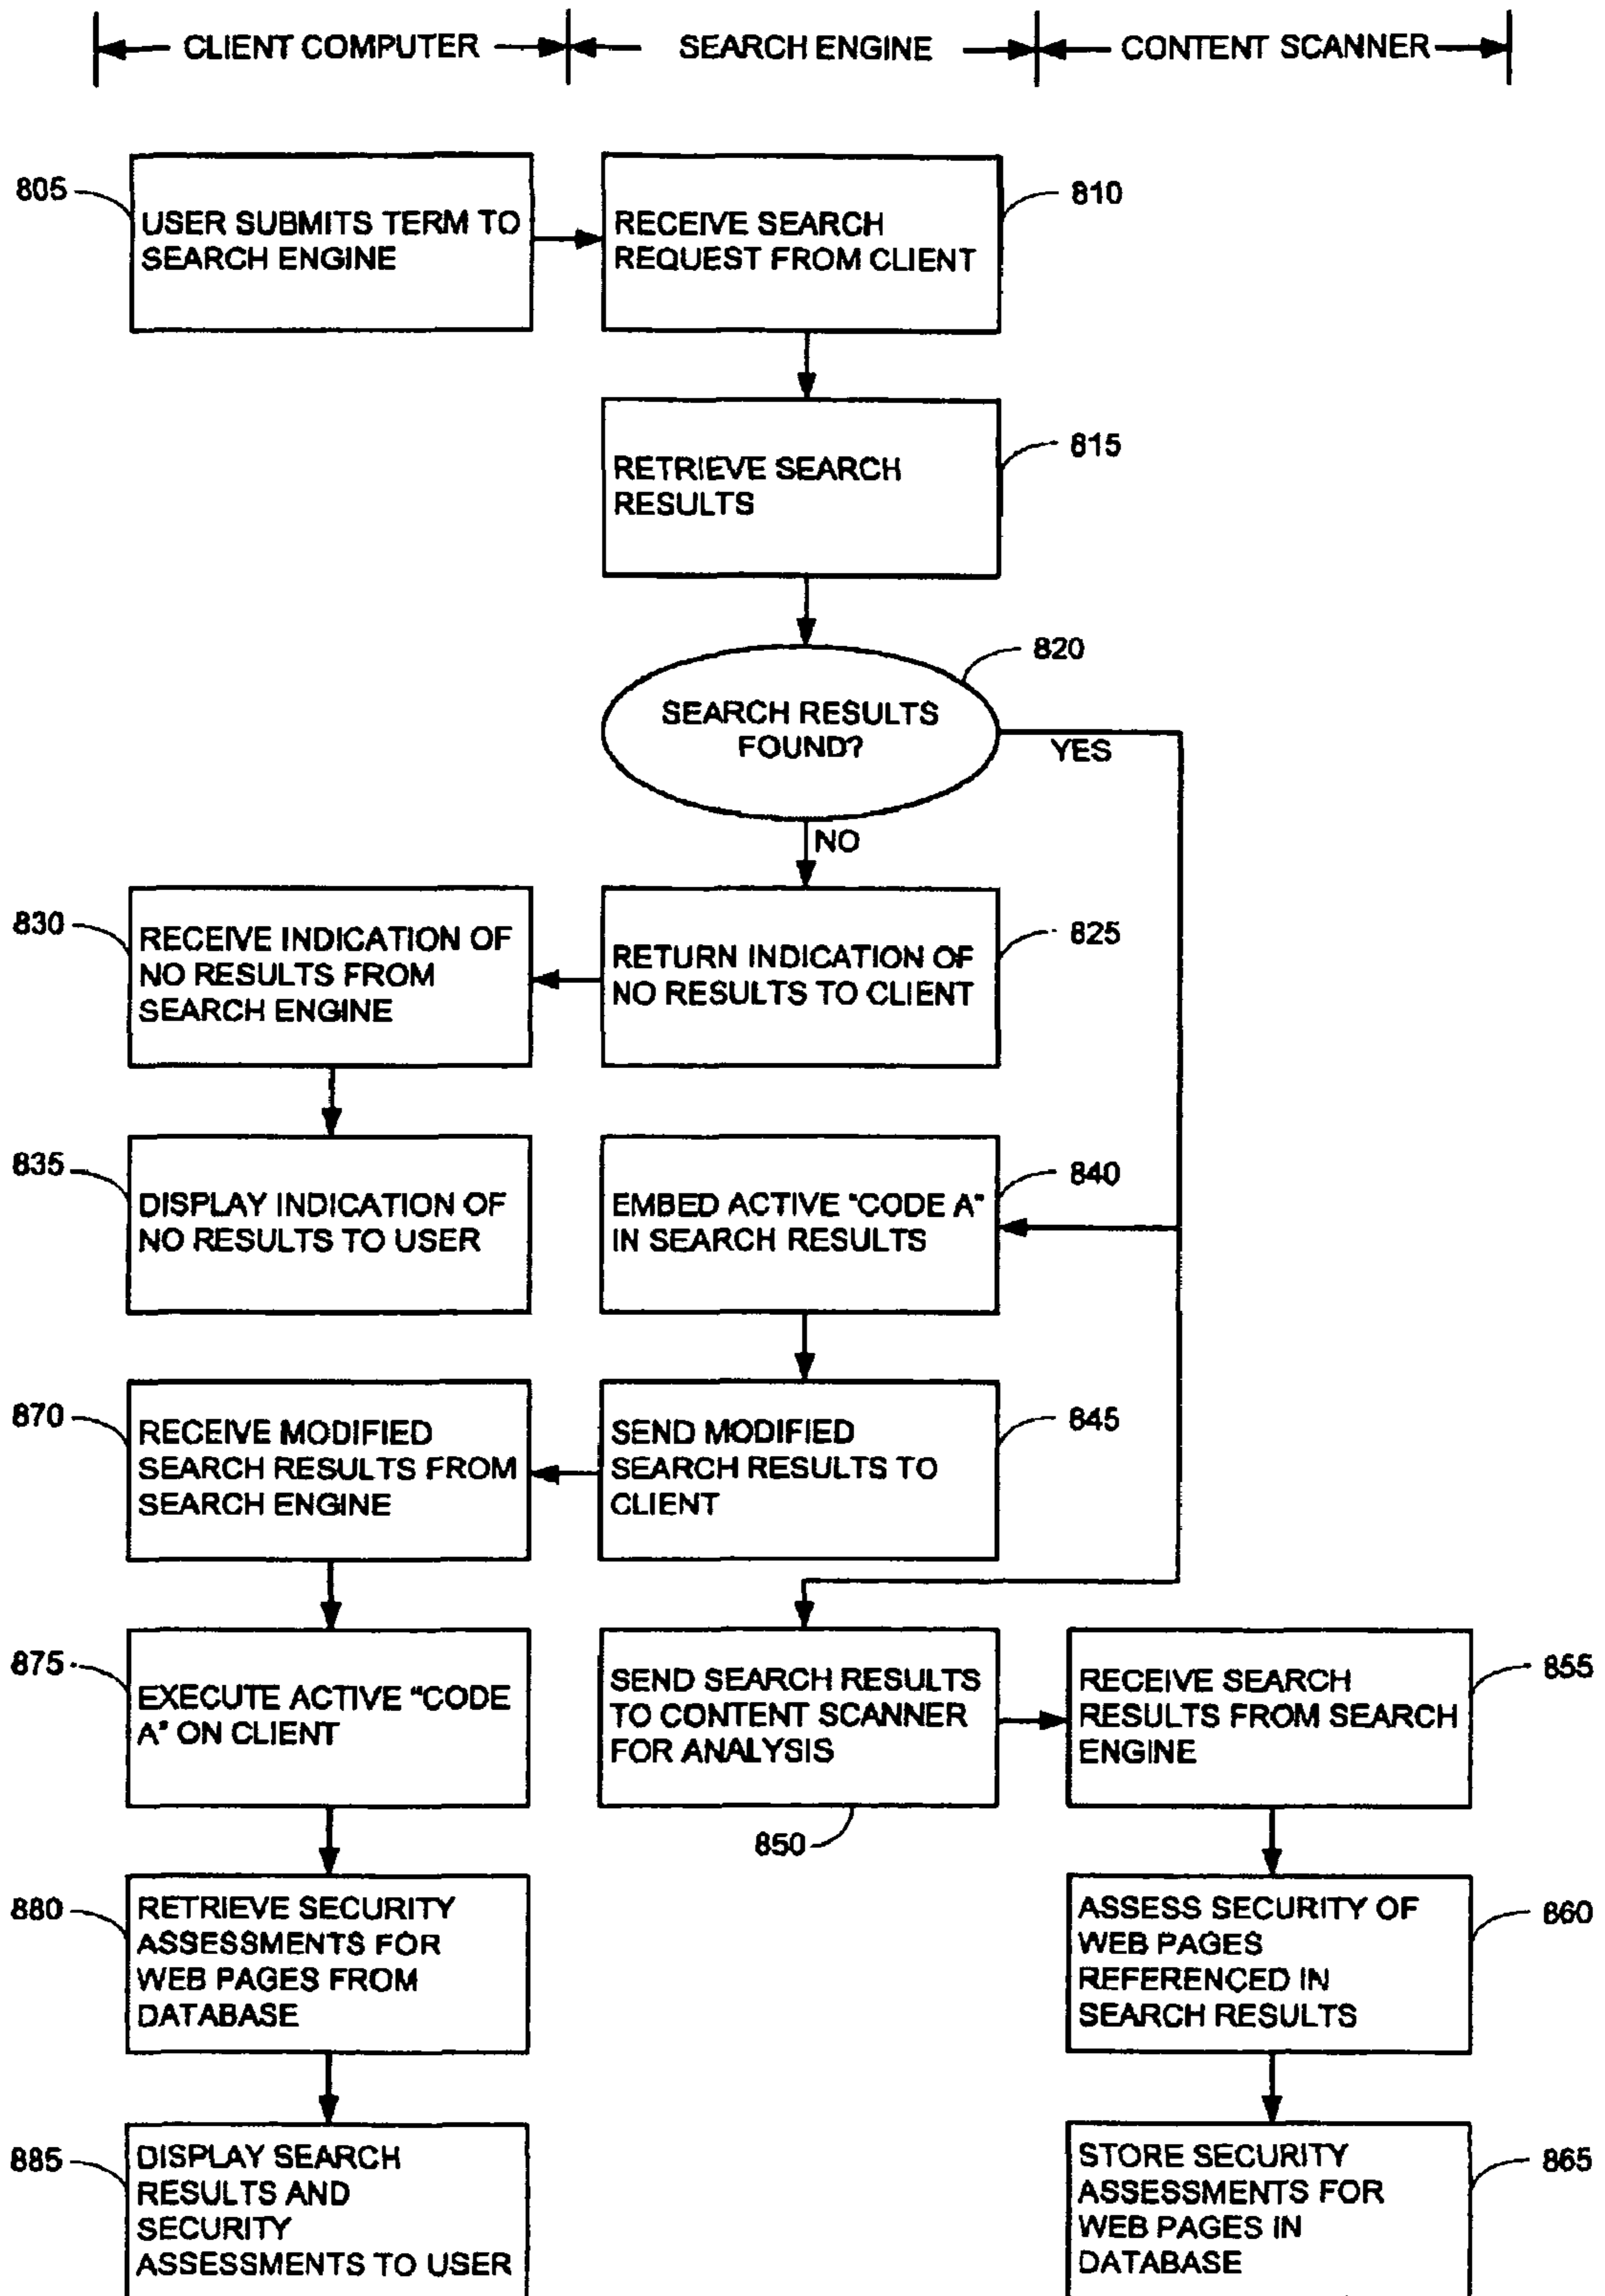 CLIENT COMPUTER
SEARCH ENGINE
CONTENT SCANNER
805
USER SUBMITS TERM TO
SEARCH ENGINE
RECEIVE SEARCH
REQUEST FROM CLIENT
810
RETRIEVE SEARCH
RESULTS
815
SEARCH RESULTS
FOUND?
820
YES
NO
830
RECEIVE INDICATION OF
NO RESULTS FROM
SEARCH ENGINE
RETURN INDICATION OF
NO RESULTS TO CLIENT
825
835
DISPLAY INDICATION OF
NO RESULTS TO USER
EMBED ACTIVE "CODE A"
IN SEARCH RESULTS
840
870
RECEIVE MODIFIED
SEARCH RESULTS FROM
SEARCH ENGINE
SEND MODIFIED
SEARCH RESULTS TO
CLIENT
845
875
EXECUTE ACTIVE "CODE
A" ON CLIENT
SEND SEARCH RESULTS
TO CONTENT SCANNER
FOR ANALYSIS
850
RECEIVE SEARCH
RESULTS FROM SEARCH
ENGINE
855
880
RETRIEVE SECURITY
ASSESSMENTS FOR
WEB PAGES FROM
DATABASE
ASSESS SECURITY OF
WEB PAGES
REFERENCED IN
SEARCH RESULTS
860
885
DISPLAY SEARCH
RESULTS AND
SECURITY
ASSESSMENTS TO USER
STORE SECURITY
ASSESSMENTS FOR
WEB PAGES IN
DATABASE
865